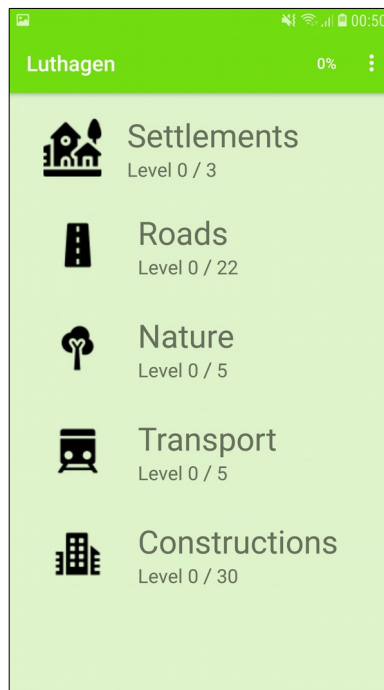 00:50
Luthagen 0%
Settlements
Level 0 / 3
Roads
Level 0 / 22
Nature
Level 0 / 5
Transport
Level 0 / 5
Constructions
Level 0 / 30